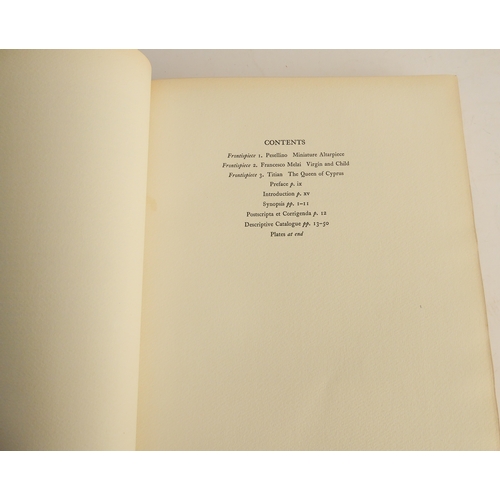 CONTENTS
Frontispiece 1. Pesellino Miniature Altarpiece
Frontispiece 2. Francesco Melzi Virgin and Child
Frontispiece 3. Titian The Queen of Cyprus
Preface p. ix
Introduction p. xv
Synopsis pp. 1–11
Postscripta et Corrigenda p. 12
Descriptive Catalogue pp. 13–50
Plates at end